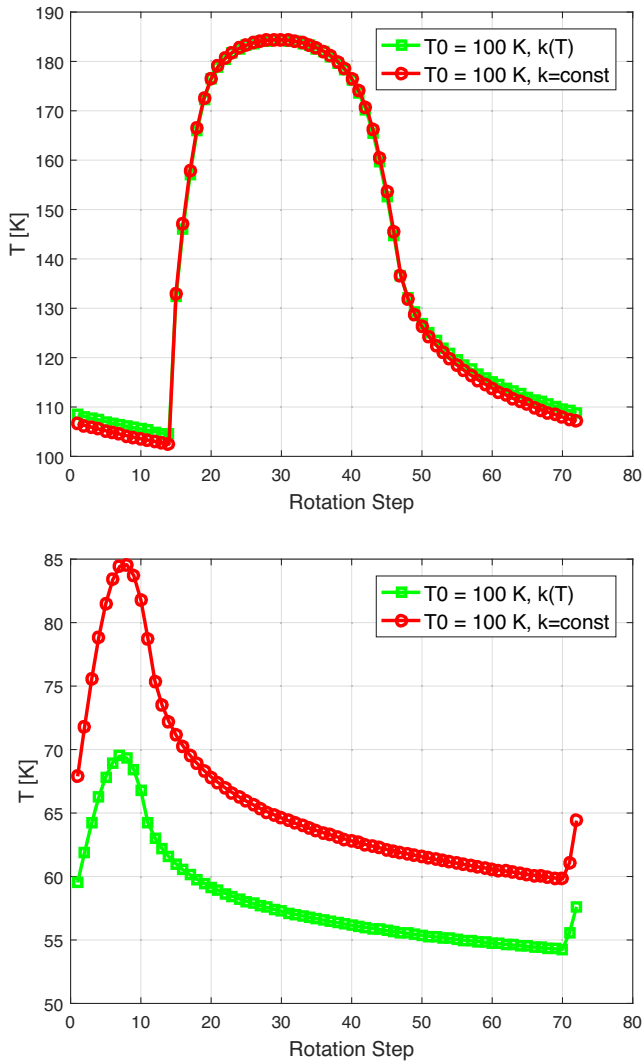 190
180
170
160
150
140
130
120
110
100
T [K]
T0 = 100 K, k(T)
T0 = 100 K, k=const
0 10 20 30 40 50 60 70 80
Rotation Step
85
80
75
70
65
60
55
50
T [K]
T0 = 100 K, k(T)
T0 = 100 K, k=const
0 10 20 30 40 50 60 70 80
Rotation Step